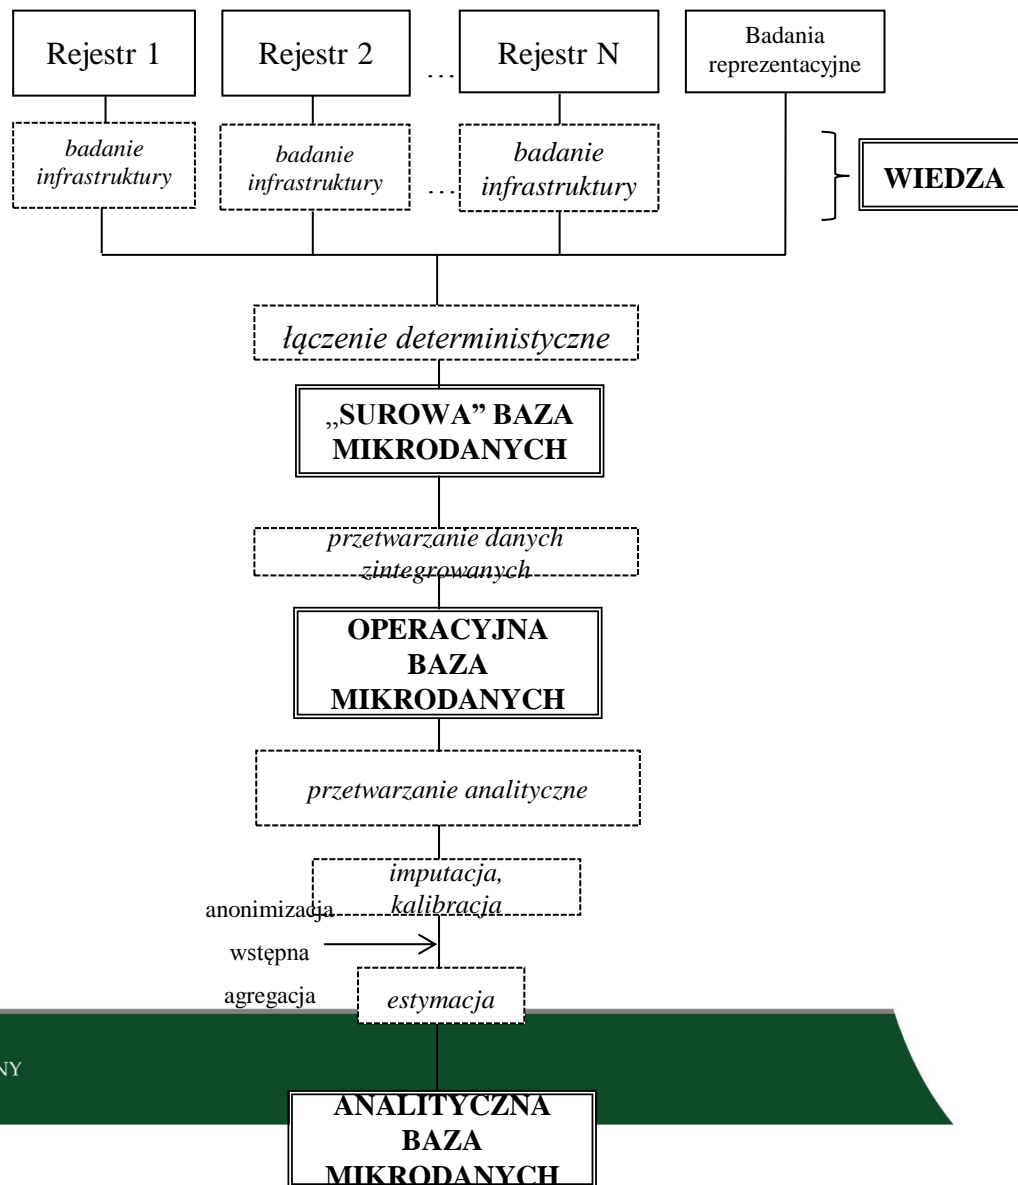 Rejestr 1
Rejestr 2
…
Rejestr N
Badania
reprezentacyjne
badanie
infrastruktury
badanie
infrastruktury
…
badanie
infrastruktury
WIEDZA
łączenie deterministyczne
„SUROWA” BAZA
MIKRODANYCH
przetwarzanie danych
zintegrowanych
OPERACYJNA
BAZA
MIKRODANYCH
przetwarzanie analityczne
imputacja,
kalibracja
anonimizacja
wstępna
agregacja
estymacja
NY
ANALITYCZNA
BAZA
MIKRODANYCH